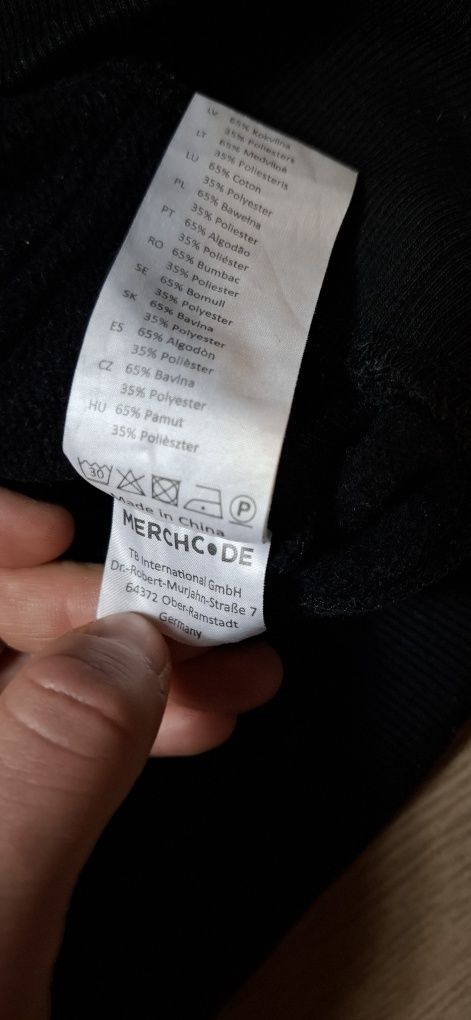 LV 65% Kokvilna
35% Poliesters
LT 65% Medvilnė
35% Poliesteris
LU 65% Coton
35% Polyester
PL 65% Bawełna
35% Poliester
PT 65% Algodão
35% Poliéster
RO 65% Bumbac
35% Poliester
SE 65% Bomull
35% Polyester
SK 65% Bavlna
35% Polyester
ES 65% Algodòn
35% Polièster
CZ 65% Bavlna
35% Polyester
HU 65% Pamut
35% Polièszter
30 P
Made in China
MERCHCODE
TB International GmbH
Dr.-Robert-Murjahn-Straße 7
64372 Ober-Ramstadt
Germany